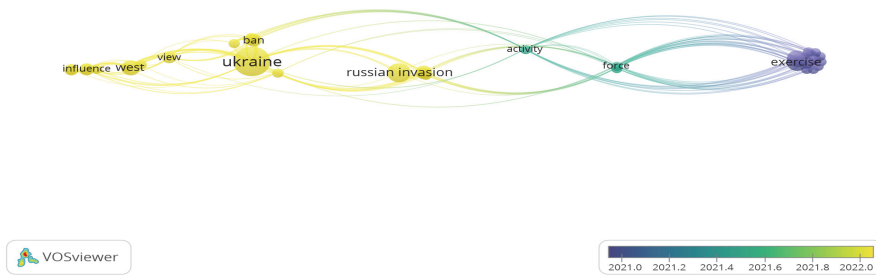 ban
activity
view
ukraine
exercise
influence
west
force
russian invasion
VOSviewer
2021.0 2021.2 2021.4 2021.6 2021.8 2022.0